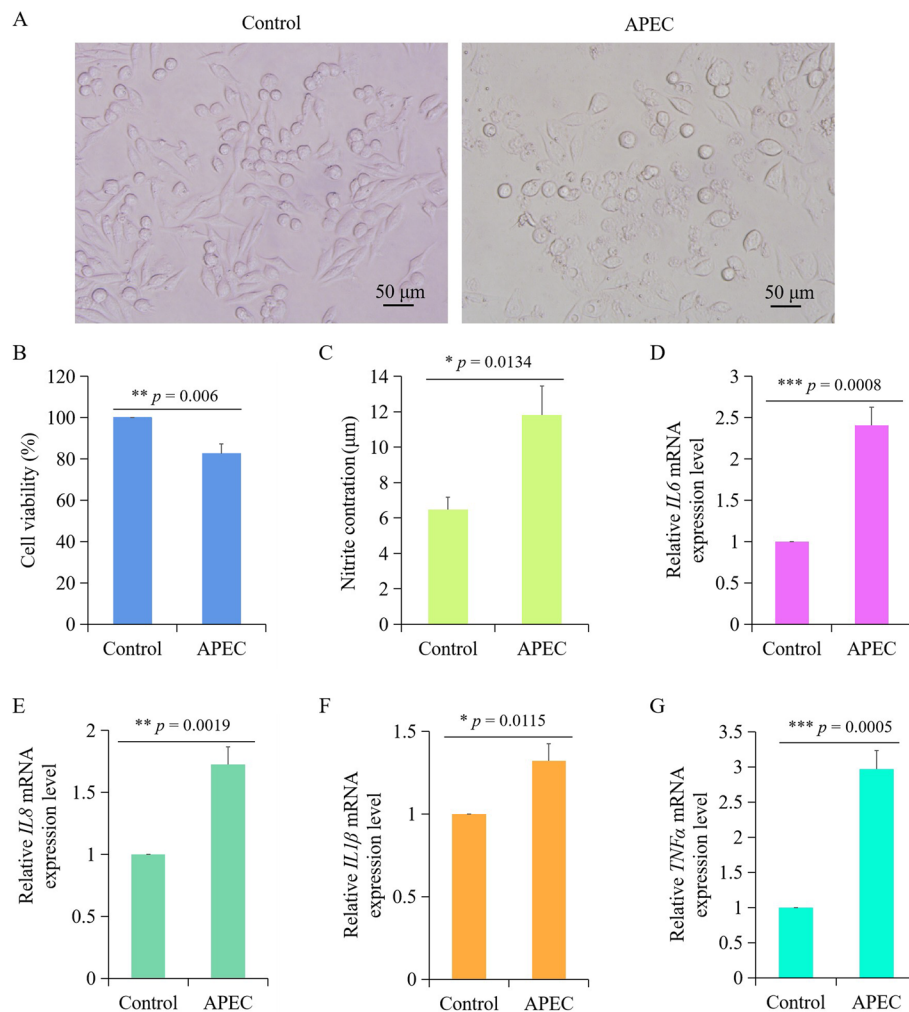 A
Control
APEC
50 μm
50 μm
B
Cell viability (%)
120
100
80
60
40
20
0
** p = 0.006
Control
APEC
C
Nitrite contration (μm)
14
12
10
8
6
4
2
0
* p = 0.0134
Control
APEC
D
Relative IL6 mRNA
expression level
3
2.5
2
1.5
1
0.5
0
*** p = 0.0008
Control
APEC
E
Relative IL8 mRNA
expression level
2
1.5
1
0.5
0
** p = 0.0019
Control
APEC
F
Relative IL1β mRNA
expression level
1.5
1
0.5
0
* p = 0.0115
Control
APEC
G
Relative TNFα mRNA
expression level
3.5
3
2.5
2
1.5
1
0.5
0
*** p = 0.0005
Control
APEC